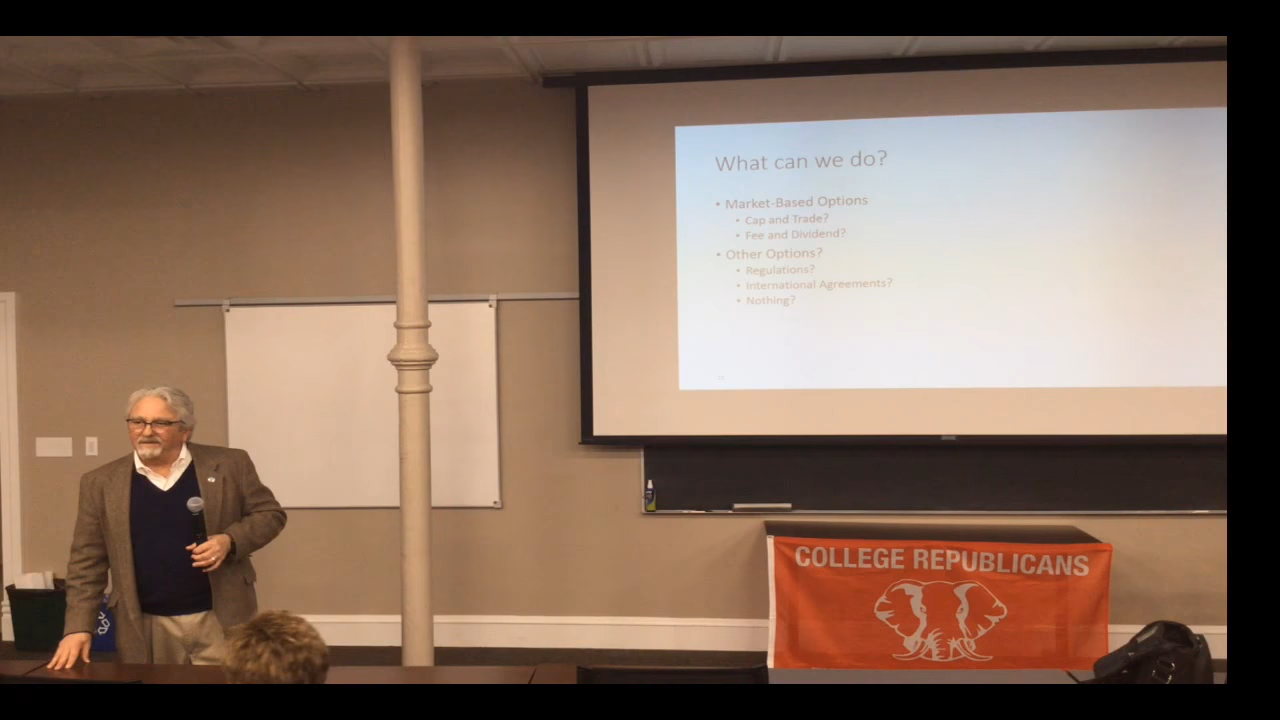 What can we do?
• Market-Based Options
• Cap and Trade?
• Fee and Dividend?
• Other Options?
• Regulations?
• International Agreements?
• Nothing?
COLLEGE REPUBLICANS